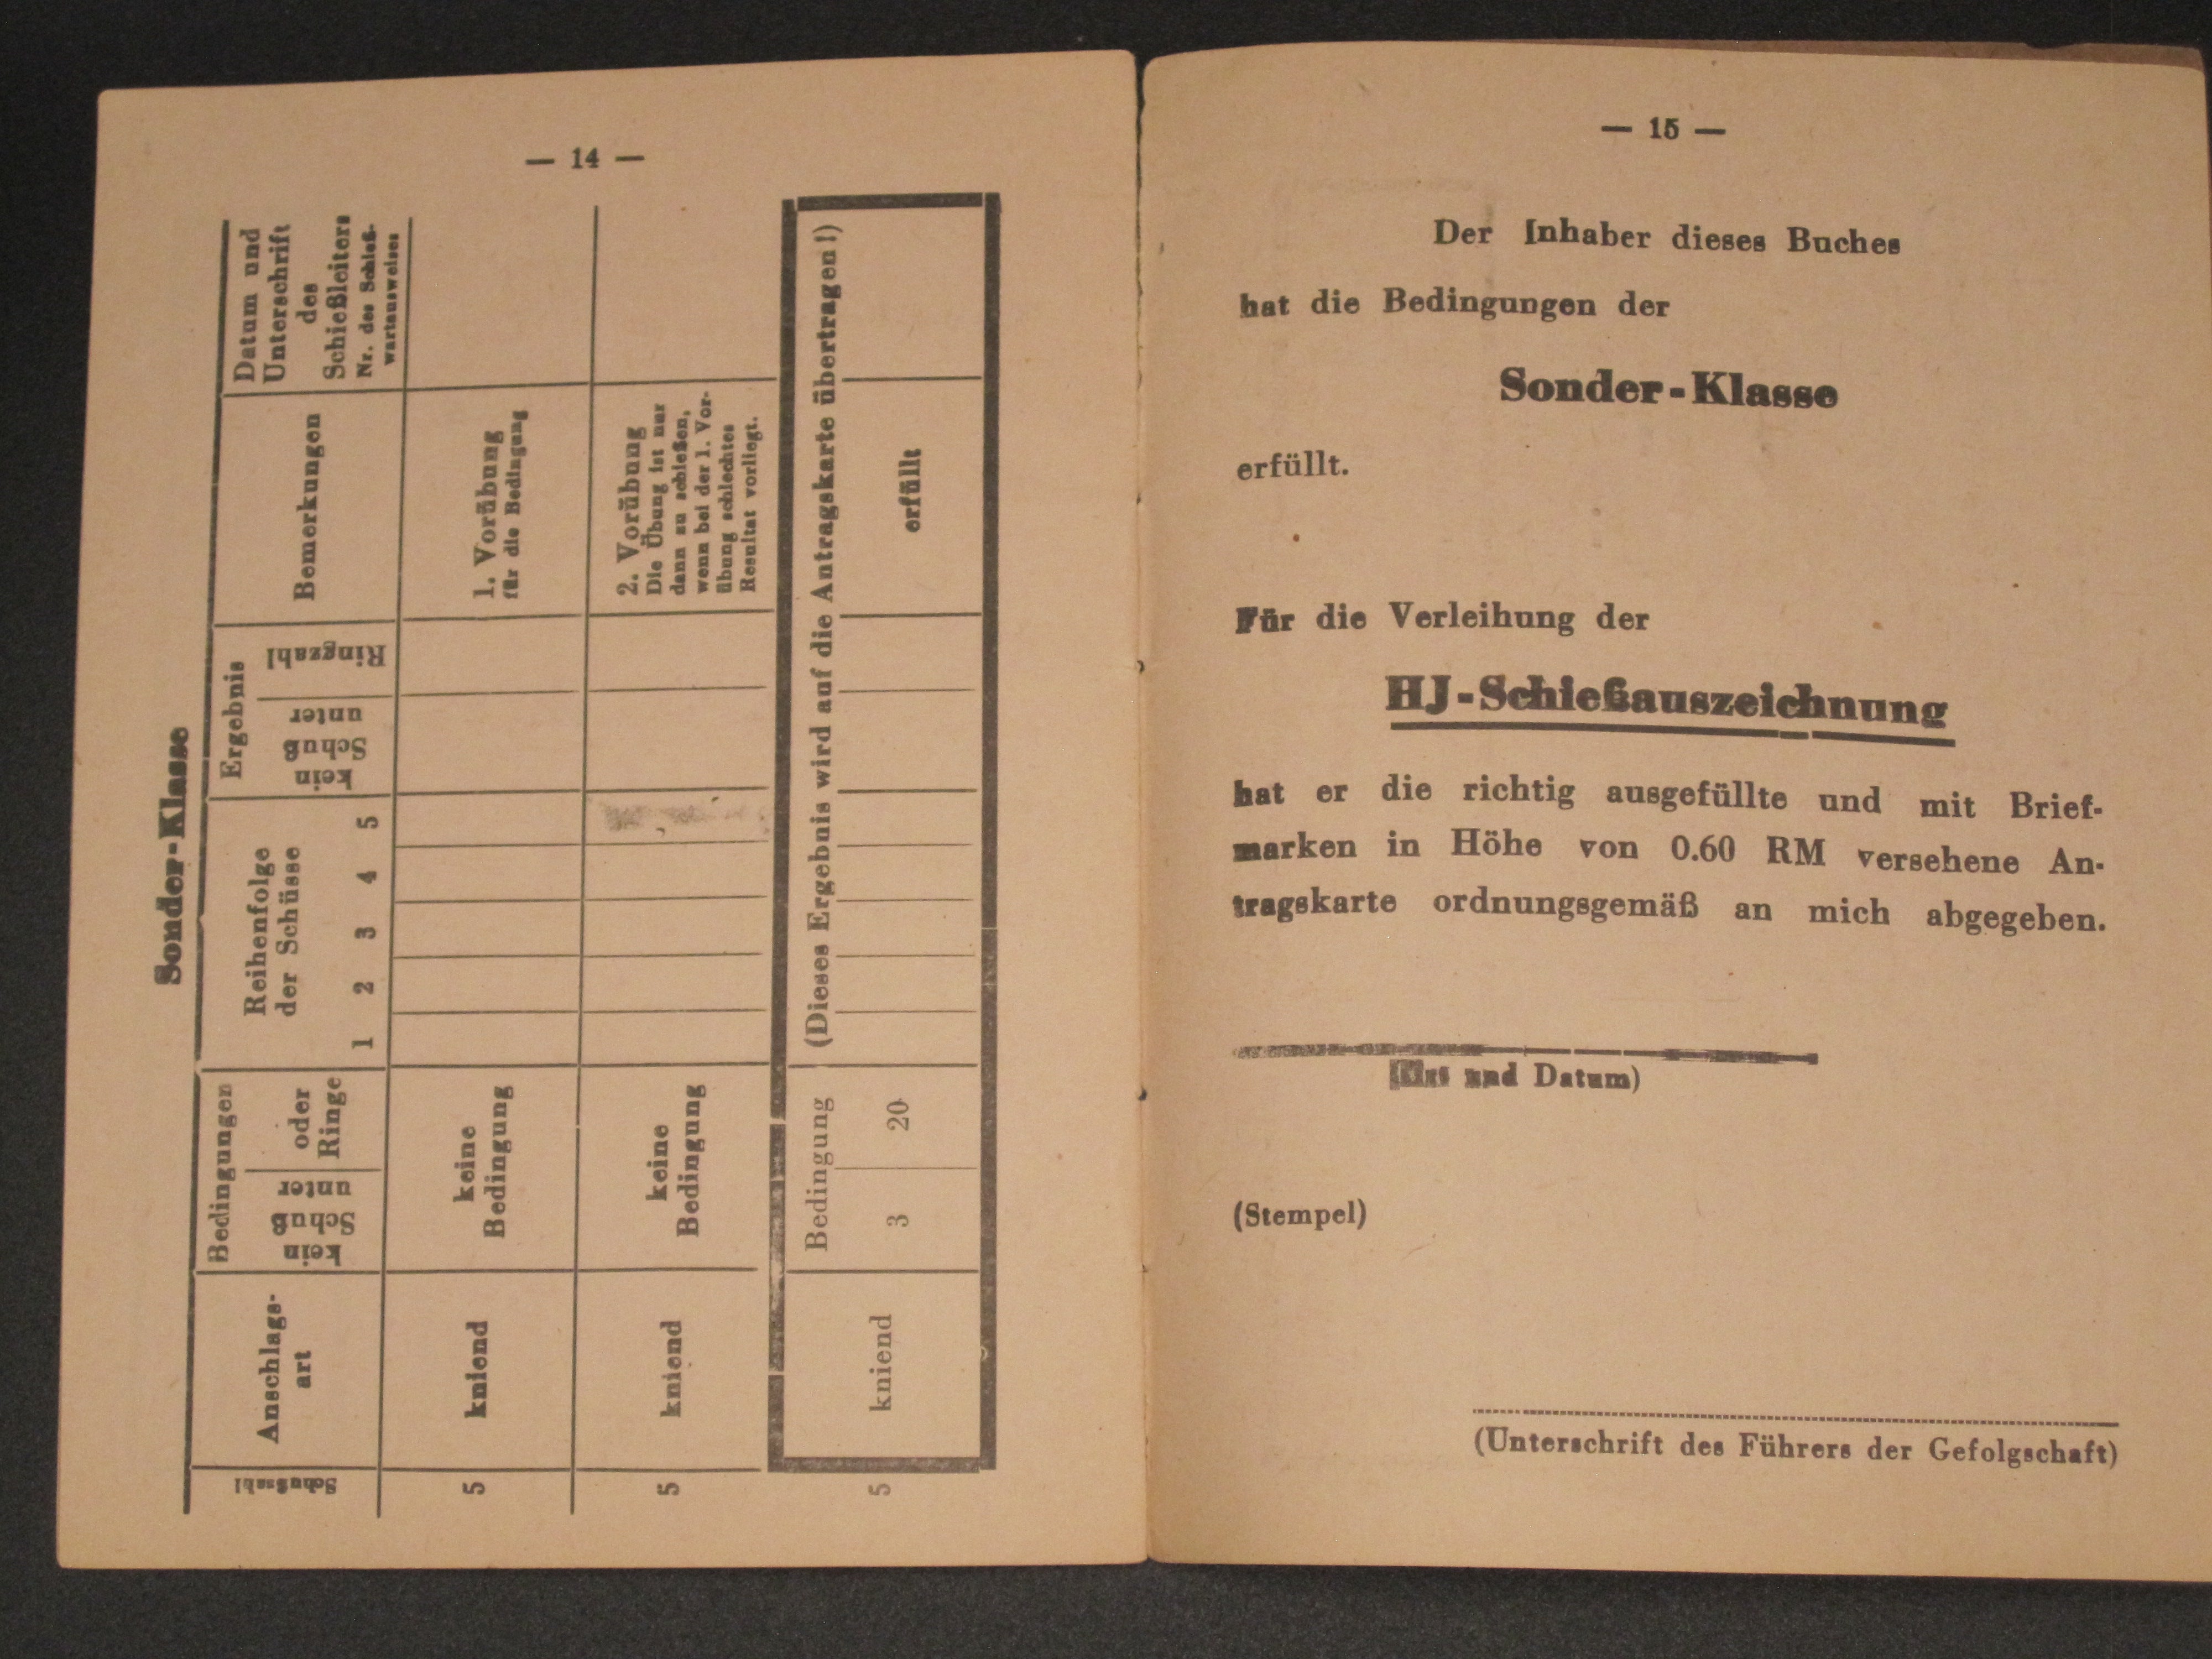 — 14 —
Sonder-Klasse
Schußzahl
Anschlags-
art
Bedingungen
kein
Schuß
unter
oder
Ringe
Reihenfolge
der Schüsse
1 2 3 4 5
Ergebnis
kein
Schuß
unter
Ringzahl
Bemerkungen
Datum und
Unterschrift
des
Schießleiters
Nr. des Schieß-
wartausweises
5 kniend keine
Bedingung
1. Vorübung
für die Bedingung
5 kniend keine
Bedingung
2. Vorübung
Die Übung ist nur
dann zu schießen,
wenn bei der 1. Vor-
übung schlechtes
Resultat vorliegt.
Bedingung (Dieses Ergebnis wird auf die Antragskarte übertragen!)
5 kniend 3 20 erfüllt
— 15 —
Der Inhaber dieses Buches
hat die Bedingungen der
Sonder-Klasse
erfüllt.
Für die Verleihung der
HJ-Schießauszeichnung
hat er die richtig ausgefüllte und mit Brief-
marken in Höhe von 0.60 RM versehene An-
tragskarte ordnungsgemäß an mich abgegeben.
und Datum)
(Stempel)
(Unterschrift des Führers der Gefolgschaft)